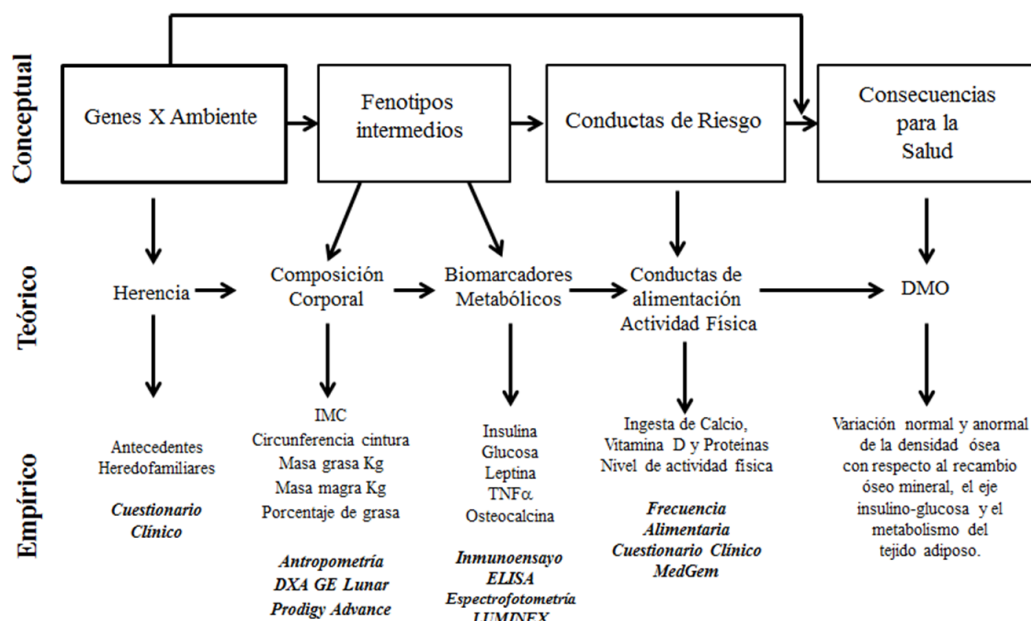 Conceptual
Genes X Ambiente
Fenotipos
intermedios
Conductas de Riesgo
Consecuencias
para la
Salud
Teórico
Herencia
Composición
Corporal
Biomarcadores
Metabólicos
Conductas de
alimentación
Actividad Física
DMO
Empírico
Antecedentes
Heredofamiliares
Cuestionario
Clínico
IMC
Circunferencia cintura
Masa grasa Kg
Masa magra Kg
Porcentaje de grasa
Antropometría
DXA GE Lunar
Prodigy Advance
Insulina
Glucosa
Leptina
TNFα
Osteocalcina
Inmunoensayo
ELISA
Espectrofotometría
LUMINEX
Ingesta de Calcio,
Vitamina D y Proteinas
Nivel de actividad física
Frecuencia
Alimentaria
Cuestionario Clínico
MedGem
Variación normal y anormal
de la densidad ósea
con respecto al recambio
óseo mineral, el eje
insulino-glucosa y el
metabolismo del
tejido adiposo.